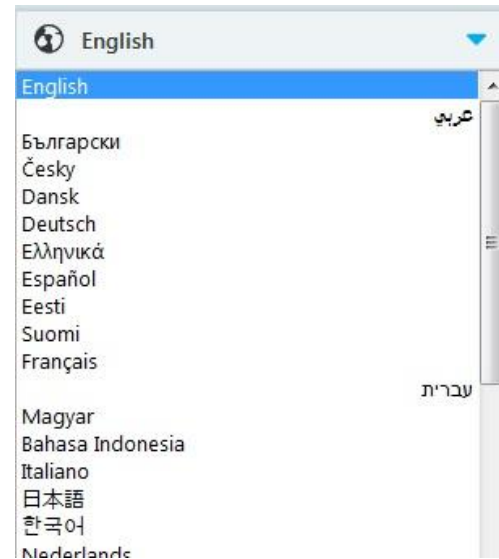 English
English
عربي
Български
Česky
Dansk
Deutsch
Ελληνικά
Español
Eesti
Suomi
Français
עברית
Magyar
Bahasa Indonesia
Italiano
日本語
한국어
Nederlands